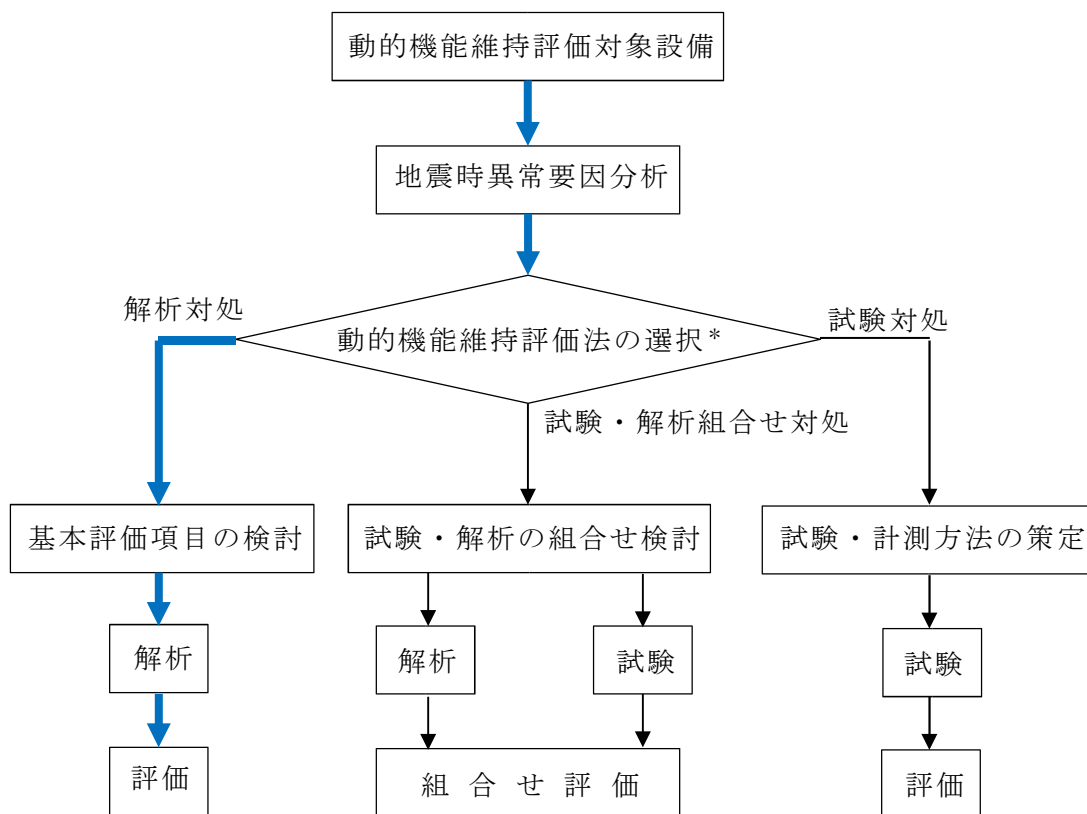 動的機能維持評価対象設備
地震時異常要因分析
解析対処
動的機能維持評価法の選択*
試験対処
試験・解析組合せ対処
基本評価項目の検討
試験・解析の組合せ検討
試験・計測方法の策定
解析
解析
試験
試験
評価
組合せ評価
評価